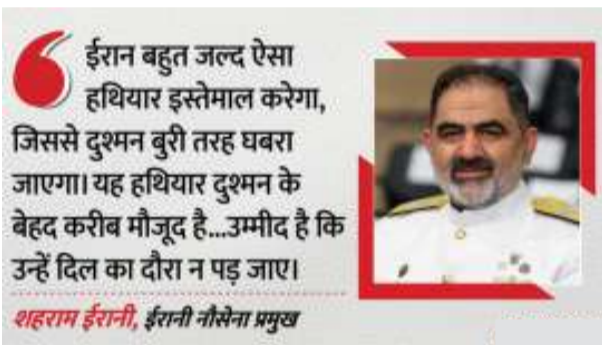 ईरान बहुत जल्द ऐसा
हथियार इस्तेमाल करेगा,
जिससे दुश्मन बुरी तरह घबरा
जाएगा। यह हथियार दुश्मन के
बेहद करीब मौजूद है...उम्मीद है कि
उन्हें दिल का दौरा न पड़ जाए।
शहराम ईरानी, ईरानी नौसेना प्रमुख